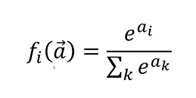 f_i(\vec{a}) = \frac{e^{a_i}}{\sum_k e^{a_k}}